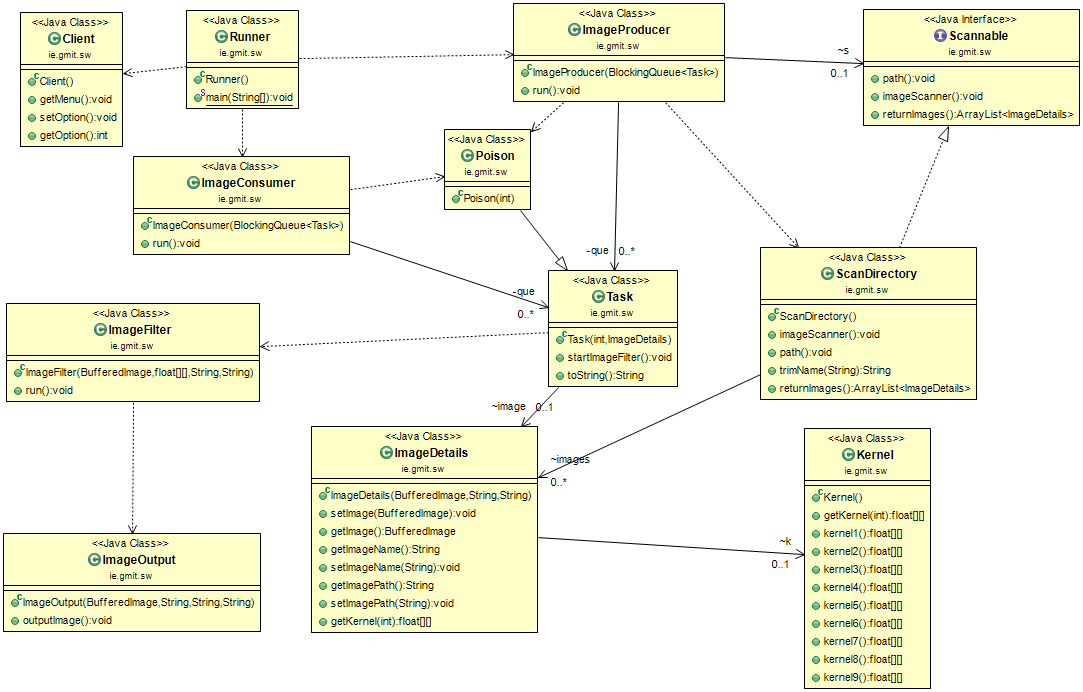 <<Java Class>>
Client
ie.gmit.sw
Client()
getMenu():void
setOption():void
getOption():int
<<Java Class>>
Runner
ie.gmit.sw
Runner()
main(String[]):void
<<Java Class>>
ImageProducer
ie.gmit.sw
ImageProducer(BlockingQueue<Task>)
run():void
~s
0..1
<<Java Interface>>
Scannable
ie.gmit.sw
path():void
imageScanner():void
returnImages():ArrayList<ImageDetails>
<<Java Class>>
ImageConsumer
ie.gmit.sw
ImageConsumer(BlockingQueue<Task>)
run():void
<<Java Class>>
Poison
ie.gmit.sw
Poison(int)
-que
0..*
-que
0..*
<<Java Class>>
Task
ie.gmit.sw
Task(int,ImageDetails)
startImageFilter():void
toString():String
<<Java Class>>
ScanDirectory
ie.gmit.sw
ScanDirectory()
imageScanner():void
path():void
trimName(String):String
returnImages():ArrayList<ImageDetails>
<<Java Class>>
ImageFilter
ie.gmit.sw
ImageFilter(BufferedImage,float[][],String,String)
run():void
~image
0..1
<<Java Class>>
ImageDetails
ie.gmit.sw
ImageDetails(BufferedImage,String,String)
setImage(BufferedImage):void
getImage():BufferedImage
getImageName():String
setImageName(String):void
getImagePath():String
setImagePath(String):void
getKernel(int):float[][]
~images
0..*
~k
0..1
<<Java Class>>
Kernel
ie.gmit.sw
Kernel()
getKernel(int):float[][]
kernel1():float[][]
kernel2():float[][]
kernel3():float[][]
kernel4():float[][]
kernel5():float[][]
kernel6():float[][]
kernel7():float[][]
kernel8():float[][]
kernel9():float[][]
<<Java Class>>
ImageOutput
ie.gmit.sw
ImageOutput(BufferedImage,String,String,String)
outputImage():void